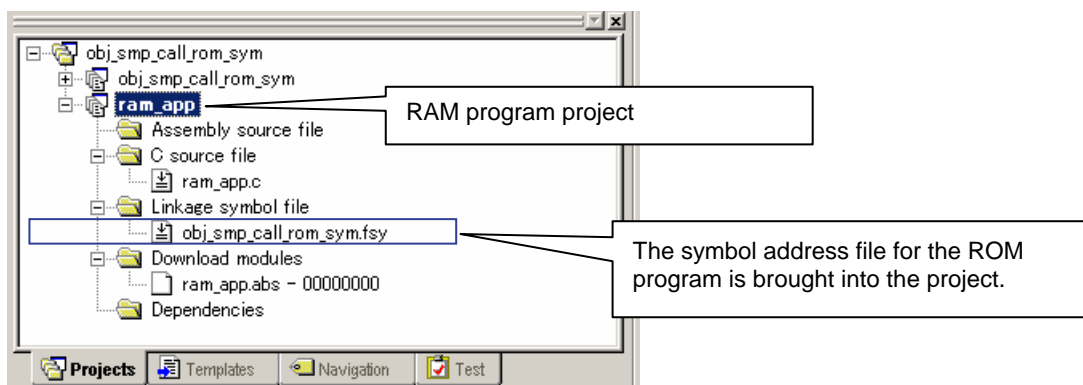 obj_smp_call_rom_sym
obj_smp_call_rom_sym
ram_app
RAM program project
Assembly source file
C source file
ram_app.c
Linkage symbol file
obj_smp_call_rom_sym.fsy
The symbol address file for the ROM
program is brought into the project.
Download modules
ram_app.abs - 00000000
Dependencies
Projects Templates Navigation Test